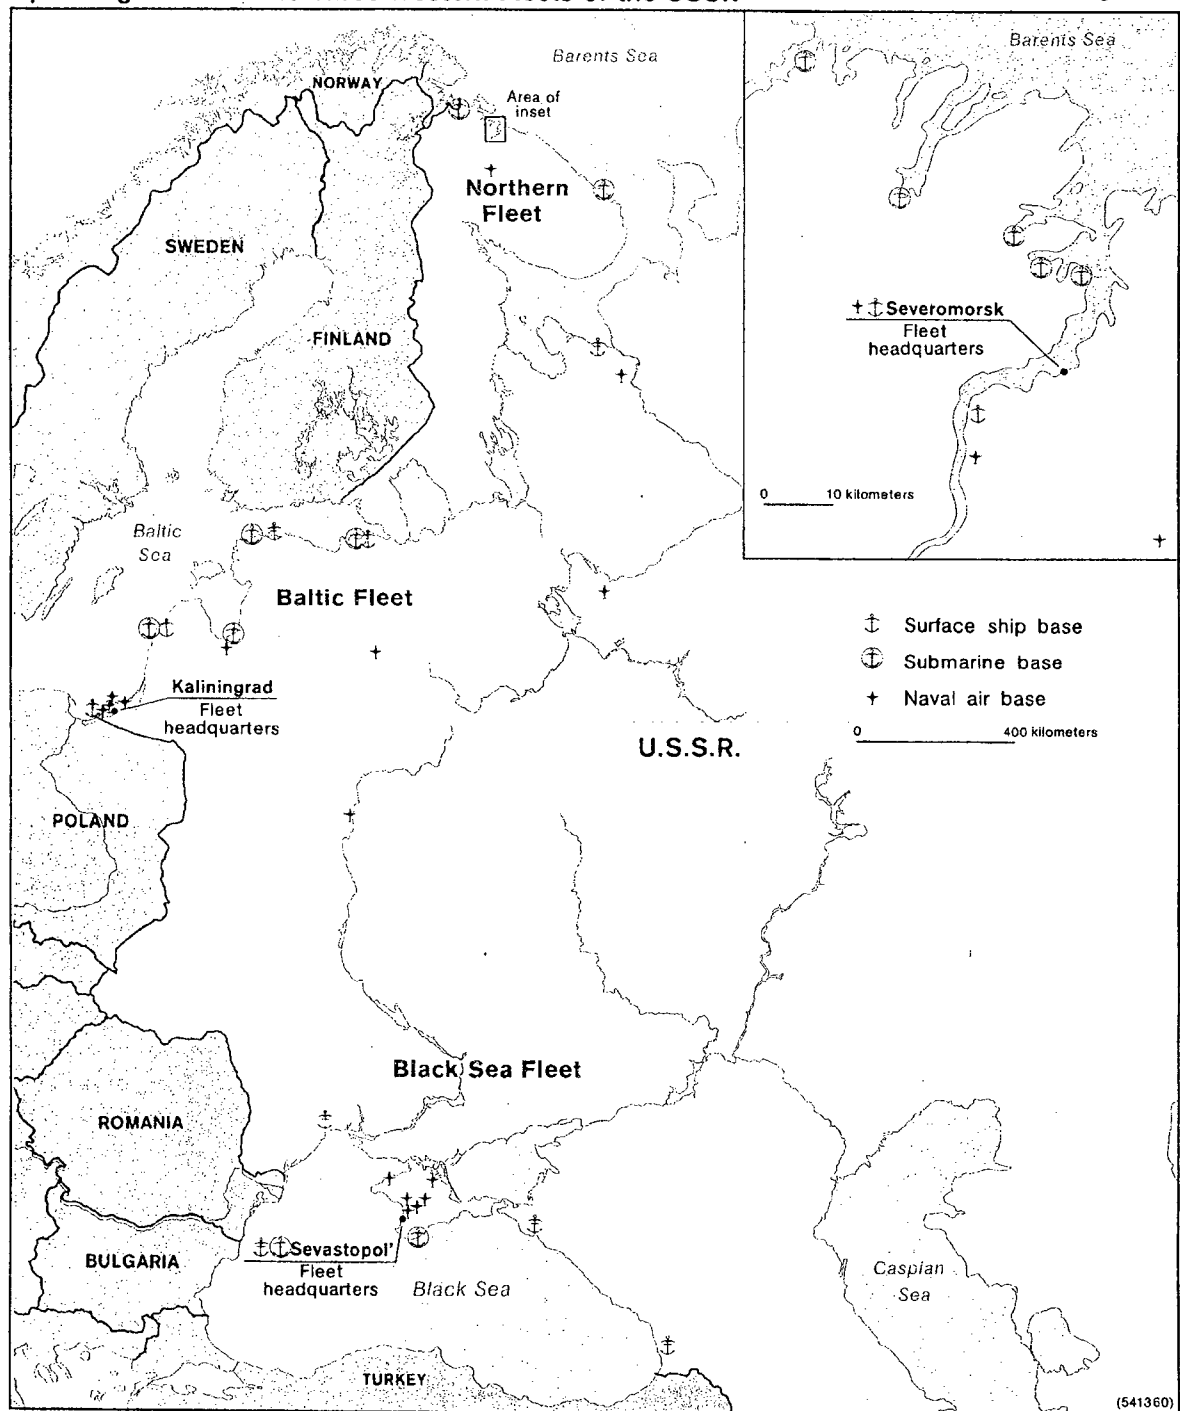 Barents Sea
NORWAY
Area of
inset
Northern
Fleet
SWEDEN
FINLAND
Baltic
Sea
Baltic Fleet
Kaliningrad
Fleet
headquarters
POLAND
U.S.S.R.
Black Sea Fleet
ROMANIA
BULGARIA
Sevastopol'
Fleet
headquarters
Black Sea
Caspian
Sea
TURKEY
Barents Sea
Severomorsk
Fleet
headquarters
0 10 kilometers
Surface ship base
Submarine base
Naval air base
0 400 kilometers
(541360)